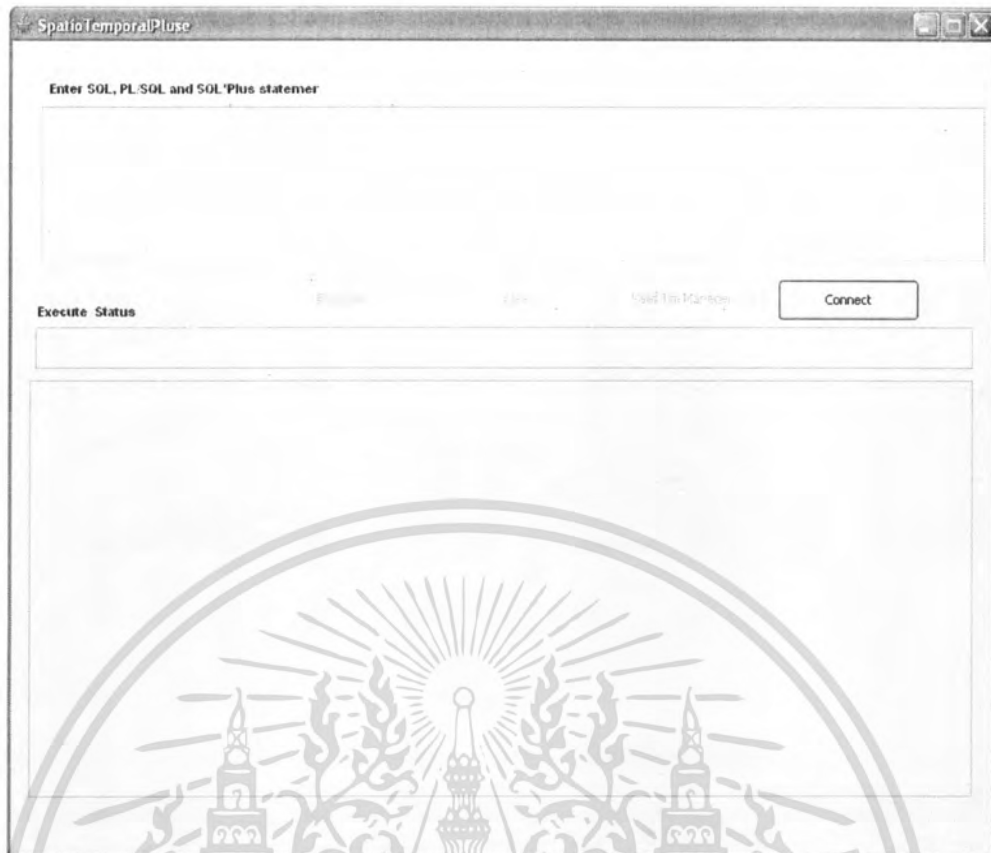 SpatioTemporalPluse
Enter SQL, PL/SQL and SQL*Plus statemer
Connect
Execute Status